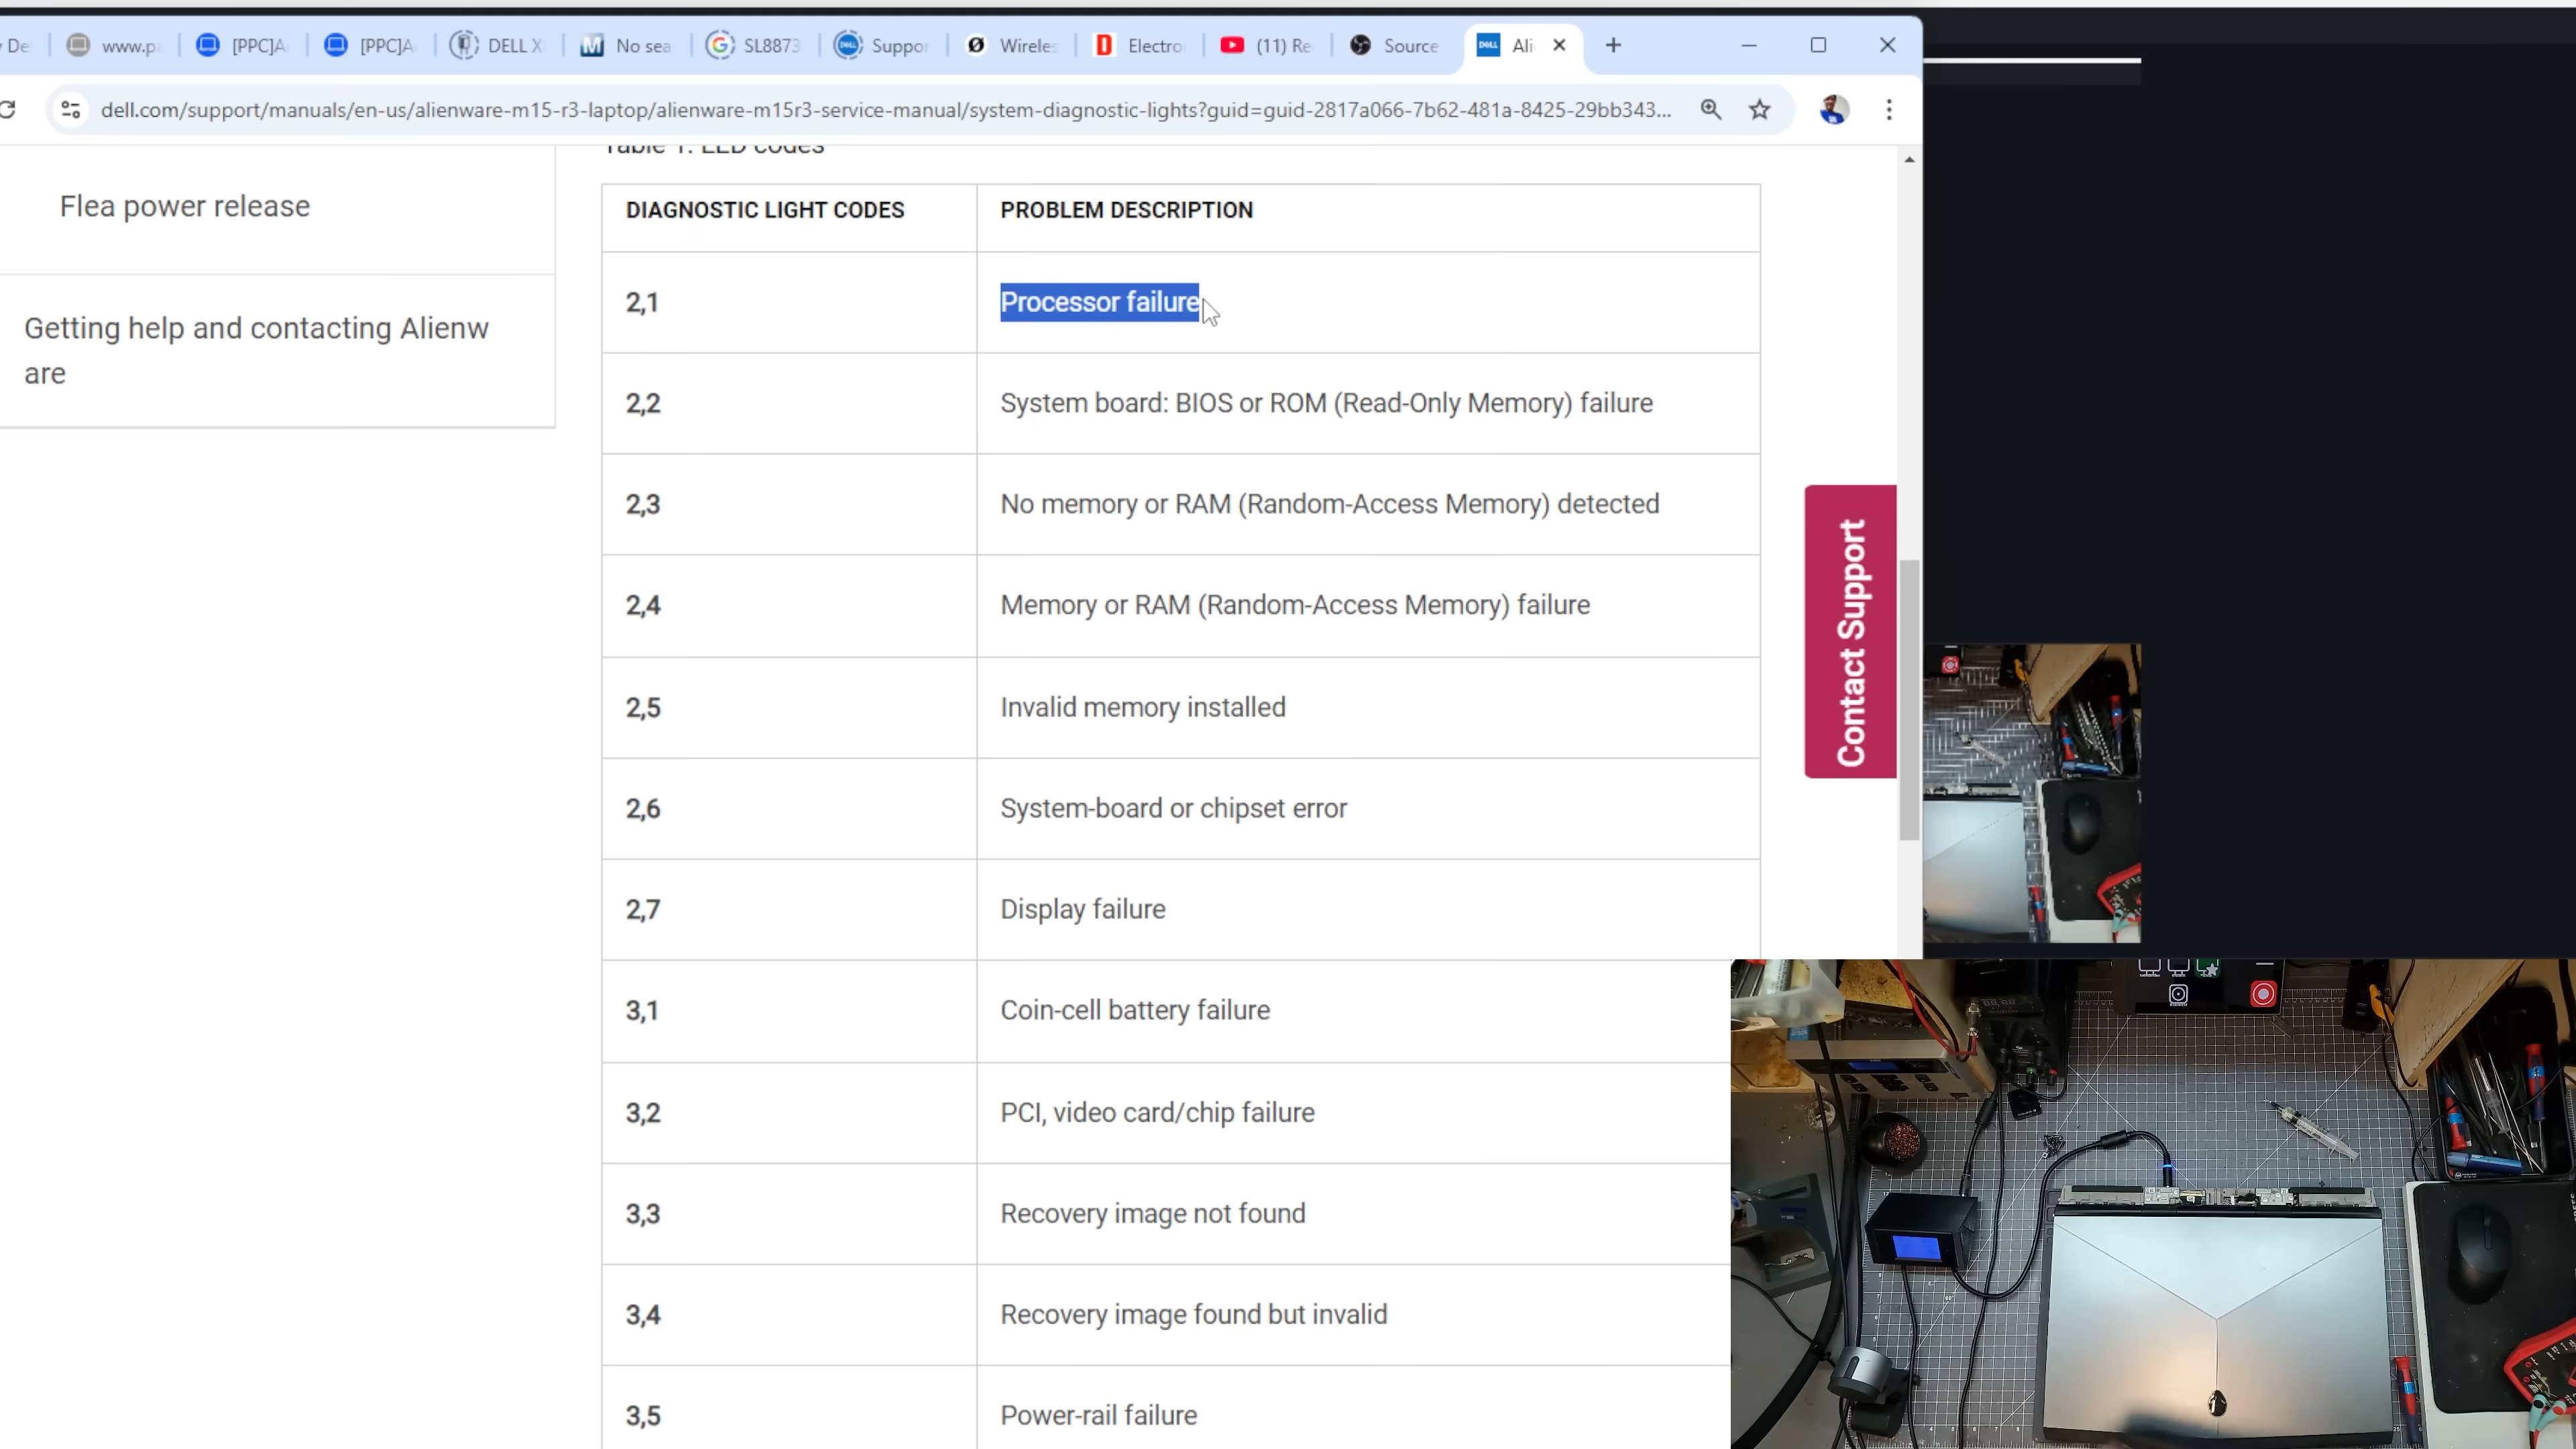 www.pa
[PPC]A
[PPC]A
DELL X
No sea
SL8873
Suppor
Wireles
Electro
(11) Re
Source
Ali
dell.com/support/manuals/en-us/alienware-m15-r3-laptop/alienware-m15r3-service-manual/system-diagnostic-lights?guid=guid-2817a066-7b62-481a-8425-29bb343...
Table 1. LED codes
Flea power release
Getting help and contacting Alienw
are
DIAGNOSTIC LIGHT CODES PROBLEM DESCRIPTION
2,1 Processor failure
2,2 System board: BIOS or ROM (Read-Only Memory) failure
2,3 No memory or RAM (Random-Access Memory) detected
2,4 Memory or RAM (Random-Access Memory) failure
2,5 Invalid memory installed
2,6 System-board or chipset error
2,7 Display failure
3,1 Coin-cell battery failure
3,2 PCI, video card/chip failure
3,3 Recovery image not found
3,4 Recovery image found but invalid
3,5 Power-rail failure
Contact Support